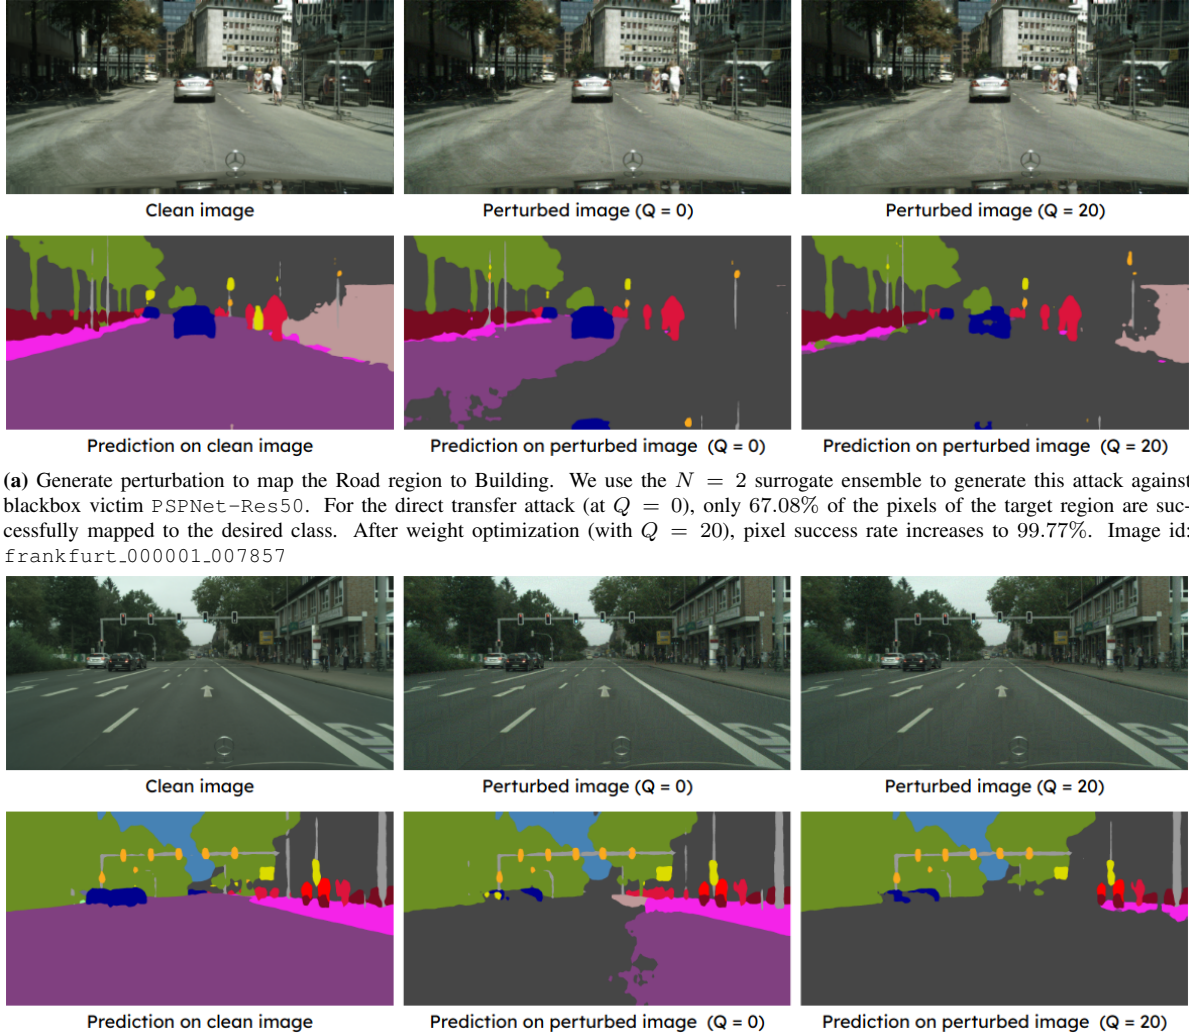 Clean image
Perturbed image (Q = 0)
Perturbed image (Q = 20)
Prediction on clean image
Prediction on perturbed image (Q = 0)
Prediction on perturbed image (Q = 20)
(a) Generate perturbation to map the Road region to Building. We use the N = 2 surrogate ensemble to generate this attack against
blackbox victim PSPNet-Res50. For the direct transfer attack (at Q = 0), only 67.08% of the pixels of the target region are suc-
cessfully mapped to the desired class. After weight optimization (with Q = 20), pixel success rate increases to 99.77%. Image id:
frankfurt_000001_007857
Clean image
Perturbed image (Q = 0)
Perturbed image (Q = 20)
Prediction on clean image
Prediction on perturbed image (Q = 0)
Prediction on perturbed image (Q = 20)